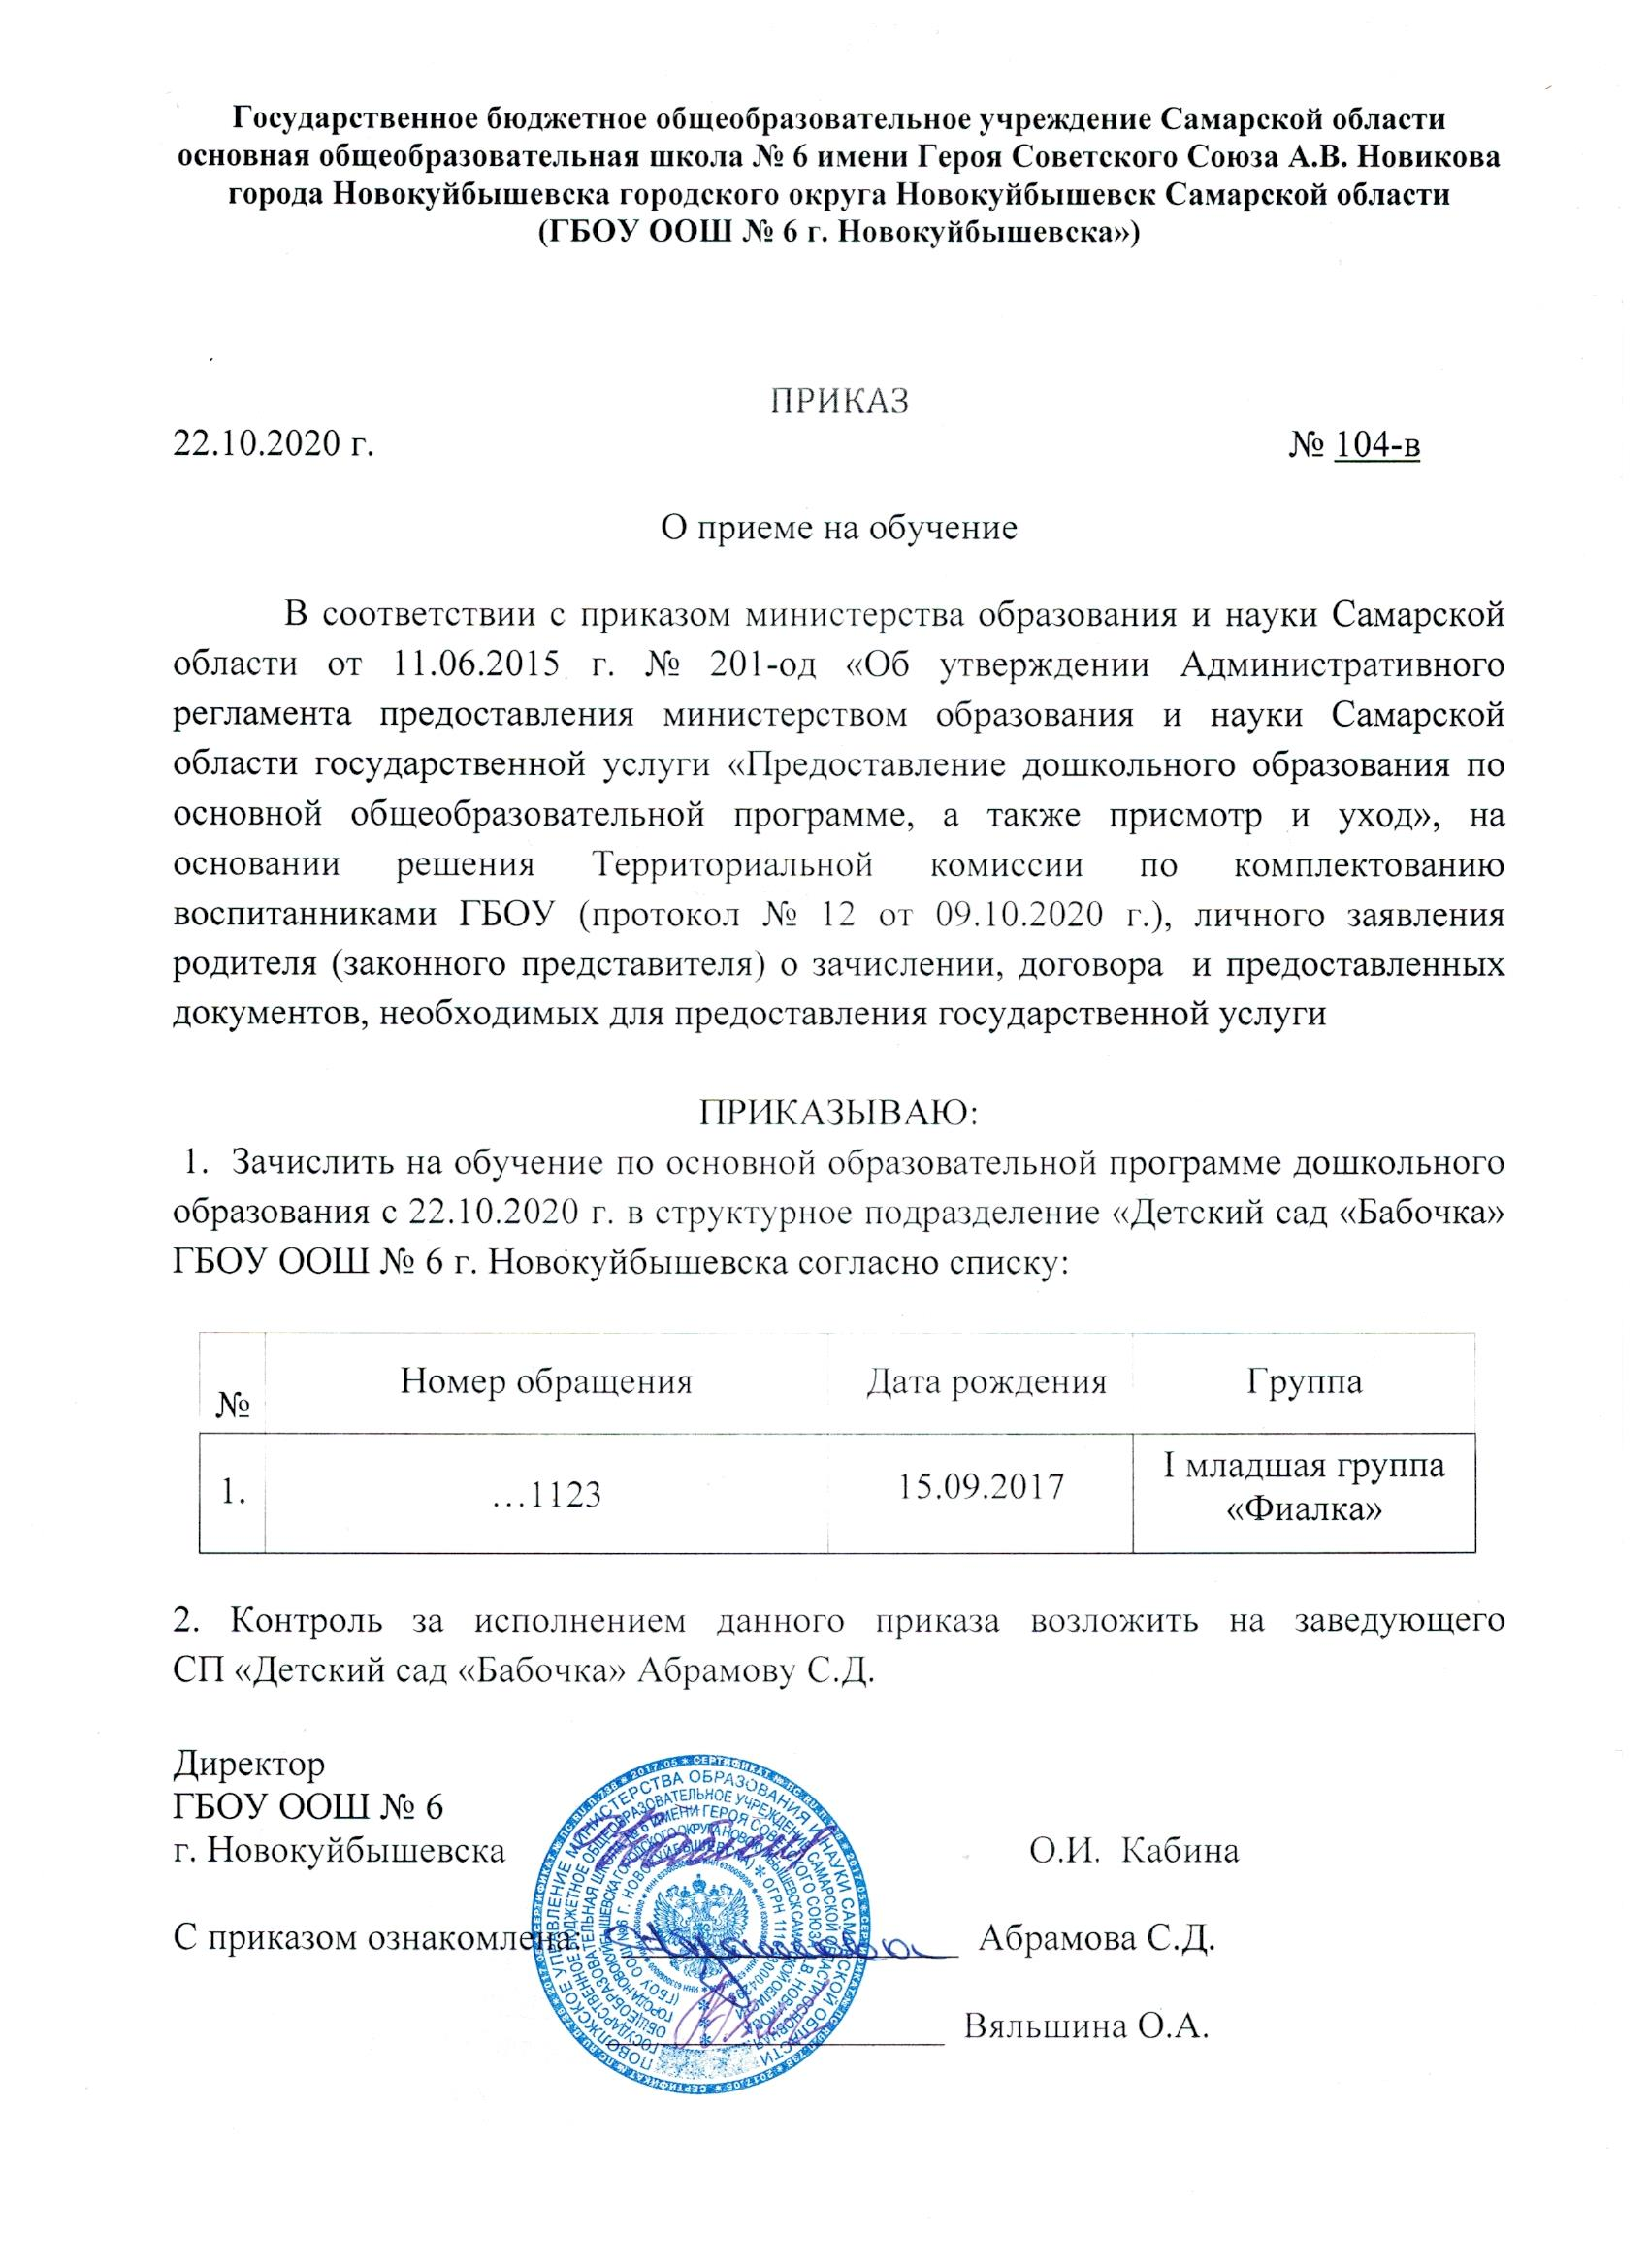 Государственное бюджетное общеобразовательное учреждение Самарской области
основная общеобразовательная школа № 6 имени Героя Советского Союза А.В. Новикова
города Новокуйбышевска городского округа Новокуйбышевск Самарской области
(ГБОУ ООШ № 6 г. Новокуйбышевска»)
ПРИКАЗ
22.10.2020 г. № 104-в
О приеме на обучение
В соответствии с приказом министерства образования и науки Самарской
области от 11.06.2015 г. № 201-од «Об утверждении Административного
регламента предоставления министерством образования и науки Самарской
области государственной услуги «Предоставление дошкольного образования по
основной общеобразовательной программе, а также присмотр и уход», на
основании решения Территориальной комиссии по комплектованию
воспитанниками ГБОУ (протокол № 12 от 09.10.2020 г.), личного заявления
родителя (законного представителя) о зачислении, договора и предоставленных
документов, необходимых для предоставления государственной услуги
ПРИКАЗЫВАЮ:
1. Зачислить на обучение по основной образовательной программе дошкольного
образования с 22.10.2020 г. в структурное подразделение «Детский сад «Бабочка»
ГБОУ ООШ № 6 г. Новокуйбышевска согласно списку:
№ Номер обращения Дата рождения Группа
1. …1123 15.09.2017 I младшая группа
«Фиалка»
2. Контроль за исполнением данного приказа возложить на заведующего
СП «Детский сад «Бабочка» Абрамову С.Д.
Директор
ГБОУ ООШ № 6
г. Новокуйбышевска О.И. Кабина
С приказом ознакомлена: Абрамова С.Д.
Вяльшина О.А.
ПОВОЛЖСКОЕ УПРАВЛЕНИЕ МИНИСТЕРСТВА ОБРАЗОВАНИЯ И НАУКИ САМАРСКОЙ ОБЛАСТИ